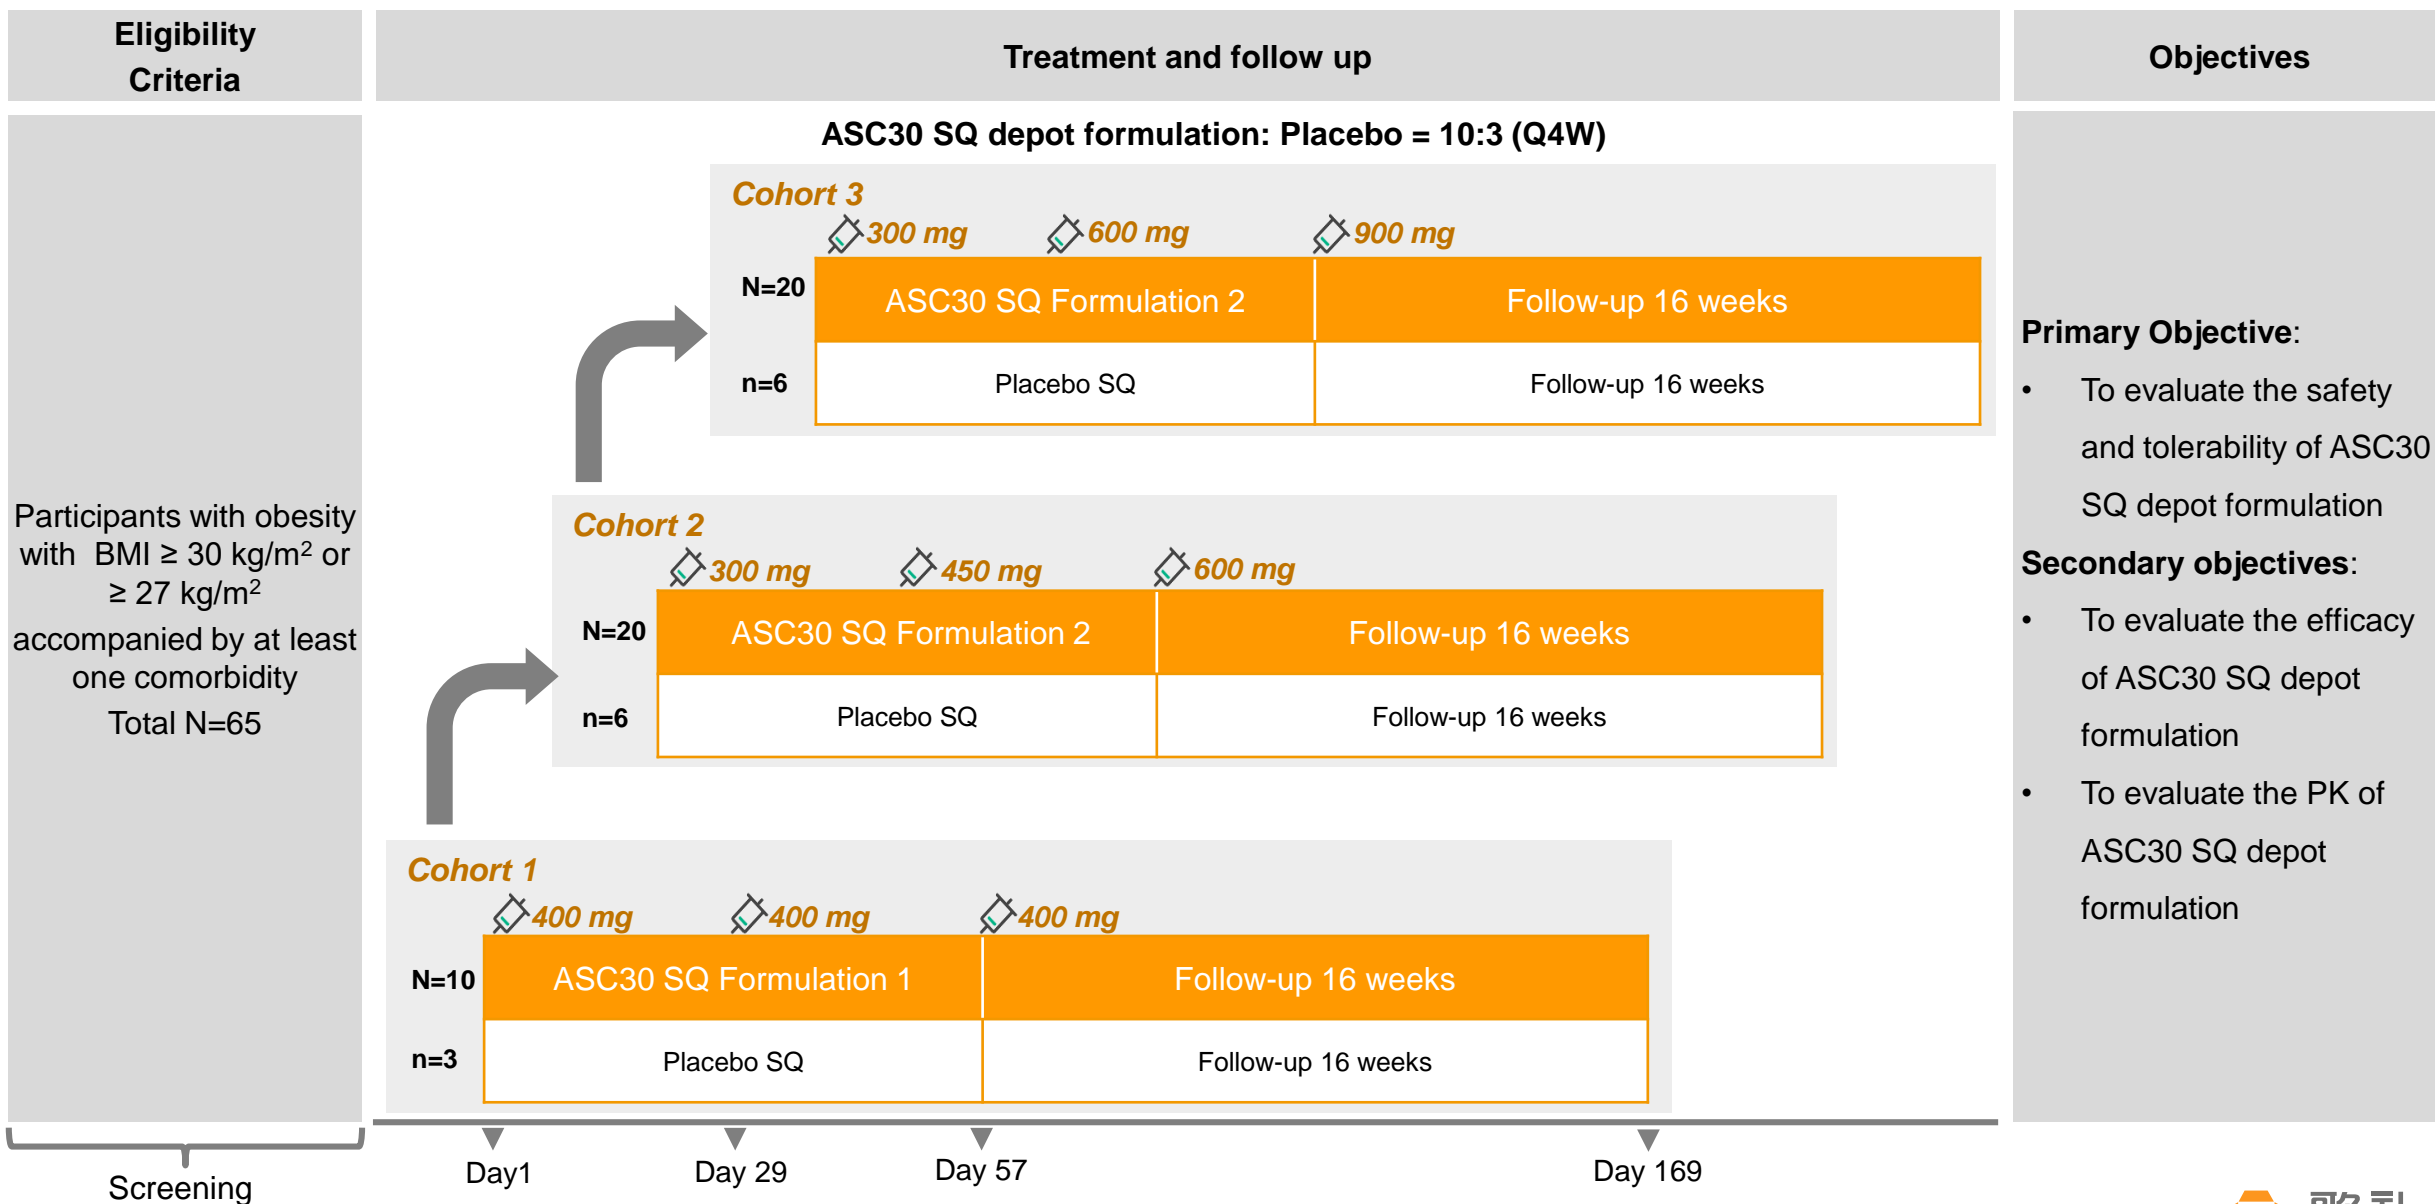 Eligibility
Criteria
Treatment and follow up
Objectives
Participants with obesity
with BMI ≥ 30 kg/m² or
≥ 27 kg/m²
accompanied by at least
one comorbidity
Total N=65
ASC30 SQ depot formulation: Placebo = 10:3 (Q4W)
Cohort 3
300 mg
600 mg
900 mg
N=20
ASC30 SQ Formulation 2
Follow-up 16 weeks
n=6
Placebo SQ
Follow-up 16 weeks
Cohort 2
300 mg
450 mg
600 mg
N=20
ASC30 SQ Formulation 2
Follow-up 16 weeks
n=6
Placebo SQ
Follow-up 16 weeks
Cohort 1
400 mg
400 mg
400 mg
N=10
ASC30 SQ Formulation 1
Follow-up 16 weeks
n=3
Placebo SQ
Follow-up 16 weeks
Screening
Day1
Day 29
Day 57
Day 169
Primary Objective:
• To evaluate the safety
and tolerability of ASC30
SQ depot formulation
Secondary objectives:
• To evaluate the efficacy
of ASC30 SQ depot
formulation
• To evaluate the PK of
ASC30 SQ depot
formulation